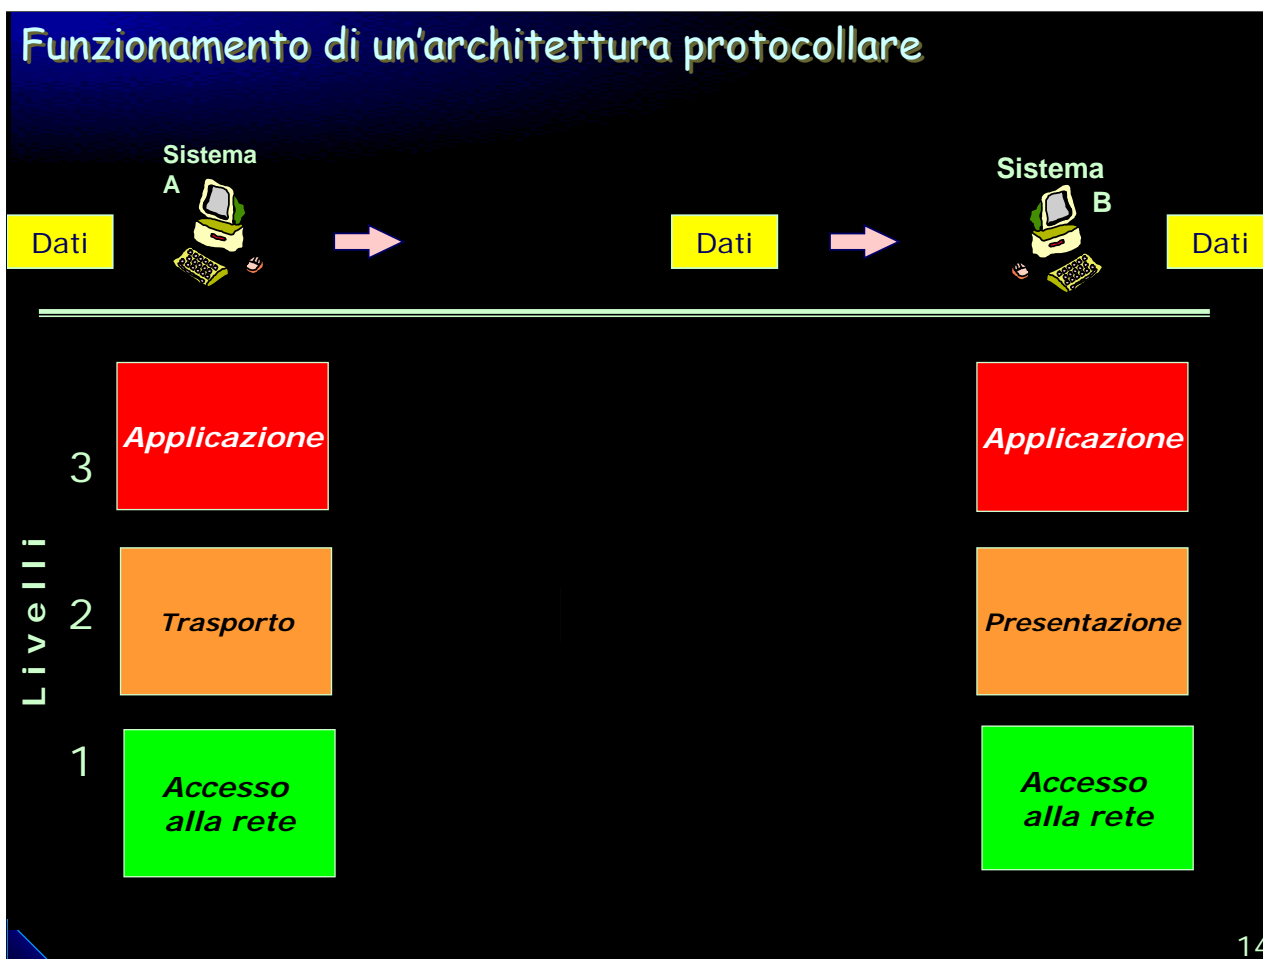 Funzionamento di un'architettura protocollare
Sistema
A
Sistema
B
Dati
Dati
Dati
Applicazione
Applicazione
3
Livelli
2
Trasporto
Presentazione
1
Accesso
alla rete
Accesso
alla rete
14